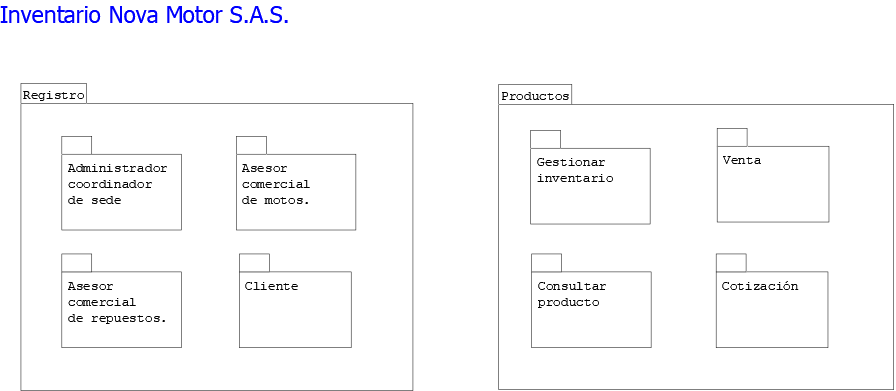 Inventario Nova Motor S.A.S.
Registro
Administrador
coordinador
de sede
Asesor
comercial
de motos.
Asesor
comercial
de repuestos.
Cliente
Productos
Gestionar
inventario
Venta
Consultar
producto
Cotización